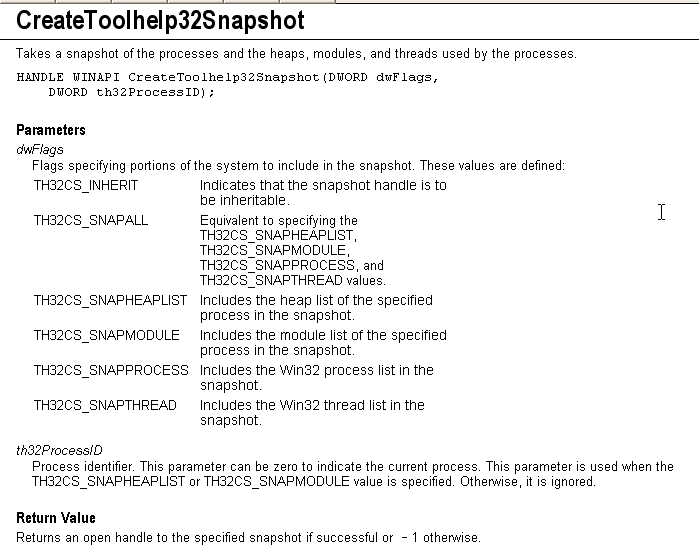 CreateToolhelp32Snapshot
Takes a snapshot of the processes and the heaps, modules, and threads used by the processes.
HANDLE WINAPI CreateToolhelp32Snapshot(DWORD dwFlags,
DWORD th32ProcessID);
Parameters
dwFlags
Flags specifying portions of the system to include in the snapshot. These values are defined:
TH32CS_INHERIT Indicates that the snapshot handle is to
be inheritable.
TH32CS_SNAPALL Equivalent to specifying the
TH32CS_SNAPHEAPLIST,
TH32CS_SNAPMODULE,
TH32CS_SNAPPROCESS, and
TH32CS_SNAPTHREAD values.
TH32CS_SNAPHEAPLIST Includes the heap list of the specified
process in the snapshot.
TH32CS_SNAPMODULE Includes the module list of the specified
process in the snapshot.
TH32CS_SNAPPROCESS Includes the Win32 process list in the
snapshot.
TH32CS_SNAPTHREAD Includes the Win32 thread list in the
snapshot.
th32ProcessID
Process identifier. This parameter can be zero to indicate the current process. This parameter is used when the
TH32CS_SNAPHEAPLIST or TH32CS_SNAPMODULE value is specified. Otherwise, it is ignored.
Return Value
Returns an open handle to the specified snapshot if successful or – 1 otherwise.